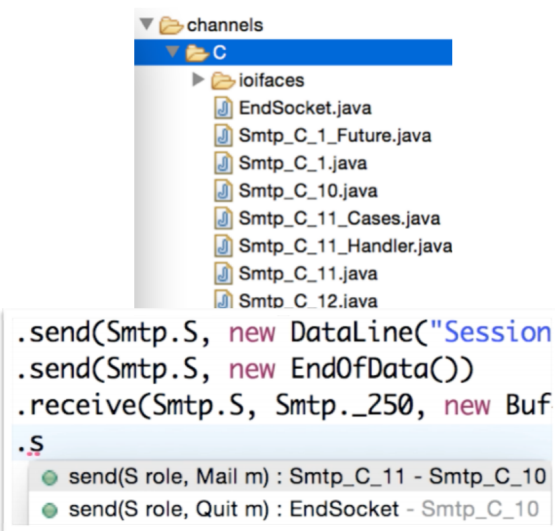 channels
C
ioifaces
EndSocket.java
Smtp_C_1_Future.java
Smtp_C_1.java
Smtp_C_10.java
Smtp_C_11_Cases.java
Smtp_C_11_Handler.java
Smtp_C_11.java
Smtp_C_12.java
.send(Smtp.S, new DataLine("Session
.send(Smtp.S, new EndOfData())
.receive(Smtp.S, Smtp._250, new Buf
.s
send(S role, Mail m) : Smtp_C_11 - Smtp_C_10
send(S role, Quit m) : EndSocket - Smtp_C_10